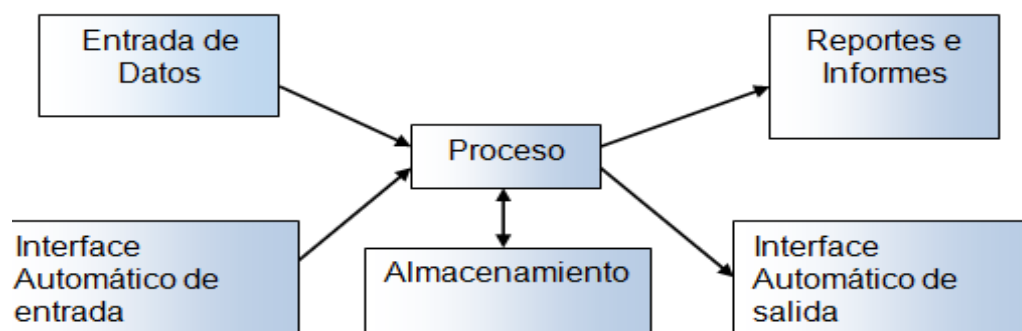 Entrada de
Datos
Reportes e
Informes
Proceso
Interface
Automático de
entrada
Almacenamiento
Interface
Automático de
salida